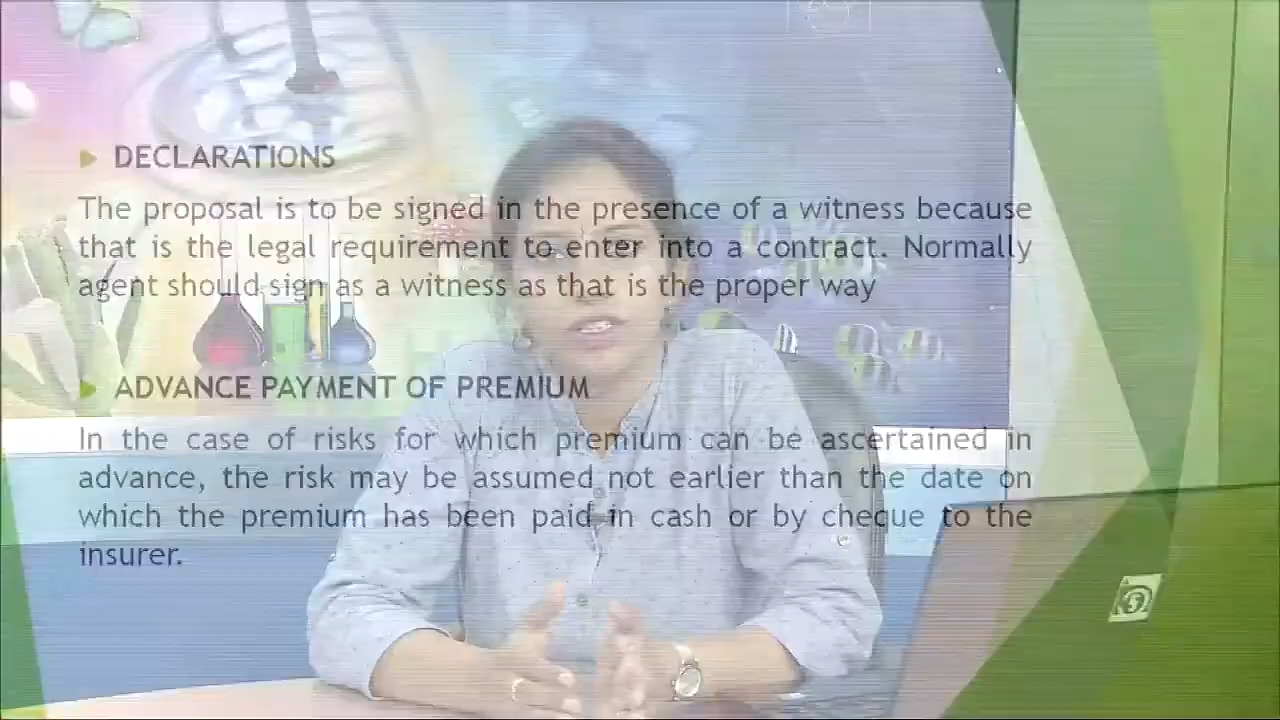 DECLARATIONS
The proposal is to be signed in the presence of a witness because
that is the legal requirement to enter into a contract. Normally
agent should sign as a witness as that is the proper way
ADVANCE PAYMENT OF PREMIUM
In the case of risks for which premium can be ascertained in
advance, the risk may be assumed not earlier than the date on
which the premium has been paid in cash or by cheque to the
insurer.